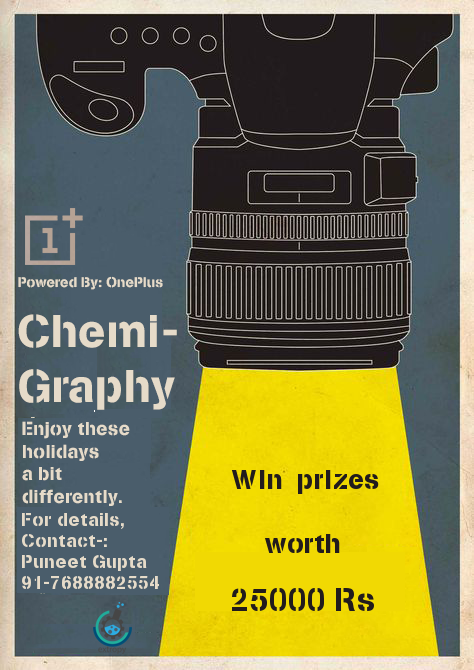 1+
Powered By: OnePlus
Chemi-
Graphy
Enjoy these
holidays
a bit
differently.
For details,
Contact-:
Puneet Gupta
91-7688882554
Win prizes
worth
25000 Rs